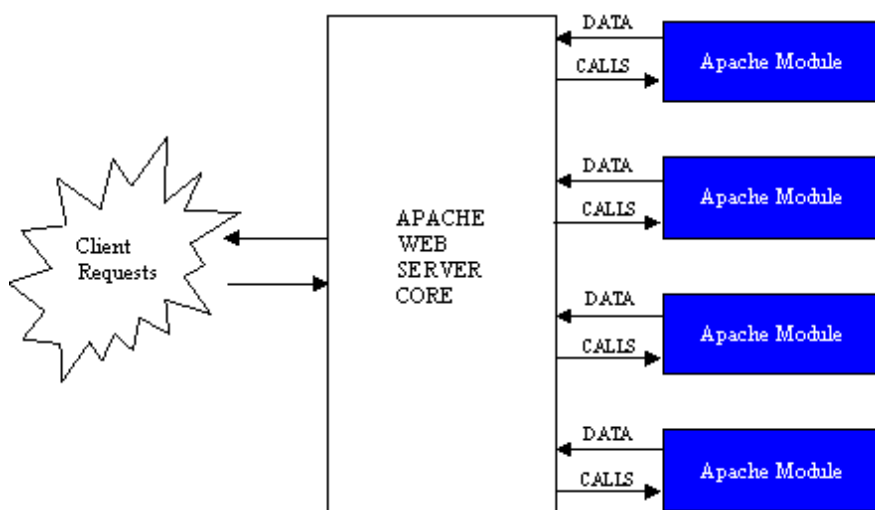 DATA
CALLS
Apache Module
DATA
CALLS
Apache Module
Client
Requests
APACHE
WEB
SERVER
CORE
DATA
CALLS
Apache Module
DATA
CALLS
Apache Module